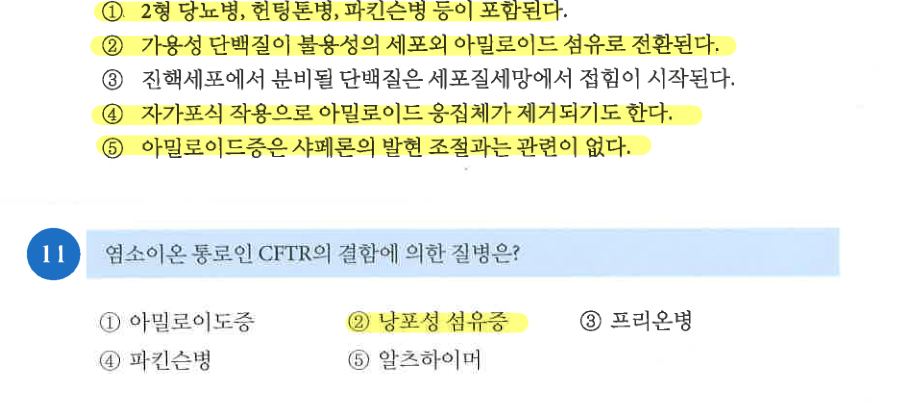 ① 2형 당뇨병, 헌팅톤병, 파킨슨병 등이 포함된다.
② 가용성 단백질이 불용성의 세포외 아밀로이드 섬유로 전환된다.
③ 진핵세포에서 분비될 단백질은 세포질세망에서 접힘이 시작된다.
④ 자가포식 작용으로 아밀로이드 응집체가 제거되기도 한다.
⑤ 아밀로이드증은 샤페론의 발현 조절과는 관련이 없다.
11 염소이온 통로인 CFTR의 결함에 의한 질병은?
① 아밀로이도증 ② 낭포성 섬유증 ③ 프리온병
④ 파킨슨병 ⑤ 알츠하이머